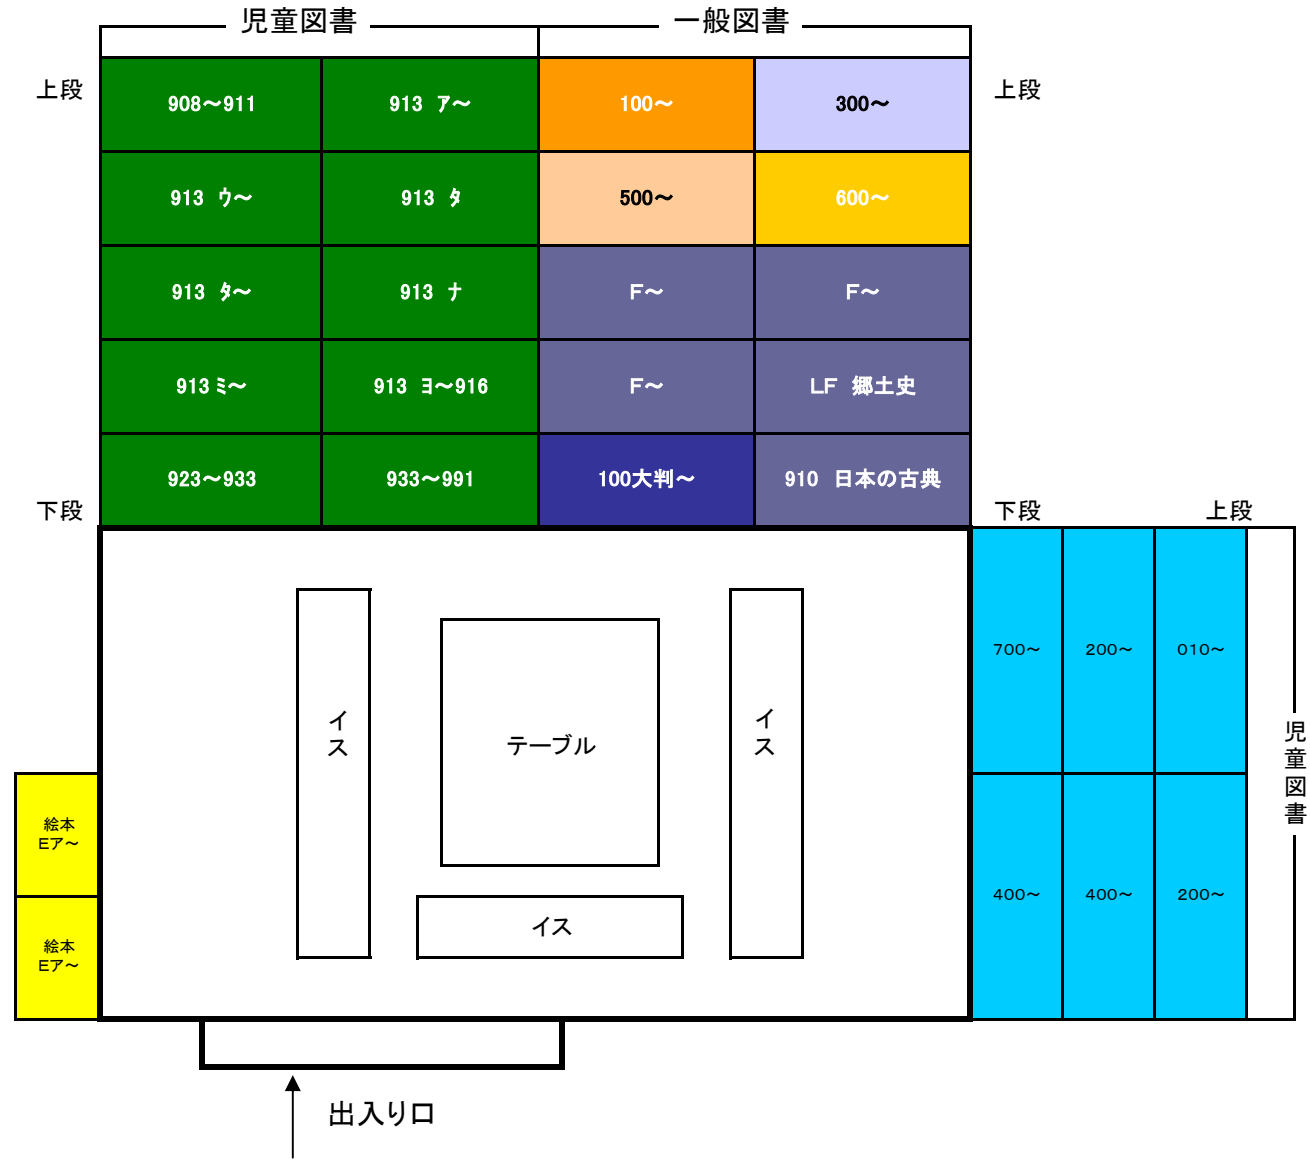 児童図書
一般図書
上段
上段
908～911
913 ア～
100～
300～
913 ウ～
913 タ
500～
600～
913 タ～
913 ナ
F～
F～
913 ミ～
913 ヨ～916
F～
LF 郷土史
923～933
933～991
100大判～
910 日本の古典
下段
下段
上段
700～
200～
010～
イス
テーブル
イス
児童図書
絵本
Eア～
400～
400～
200～
イス
絵本
Eア～
出入り口